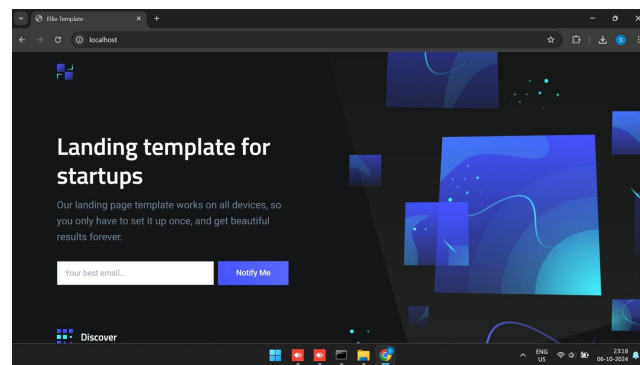 Ellie Template
localhost
S
Landing template for
startups
Our landing page template works on all devices, so
you only have to set it up once, and get beautiful
results forever.
Your best email...
Notify Me
Discover
ENG
US
23:18
06-10-2024